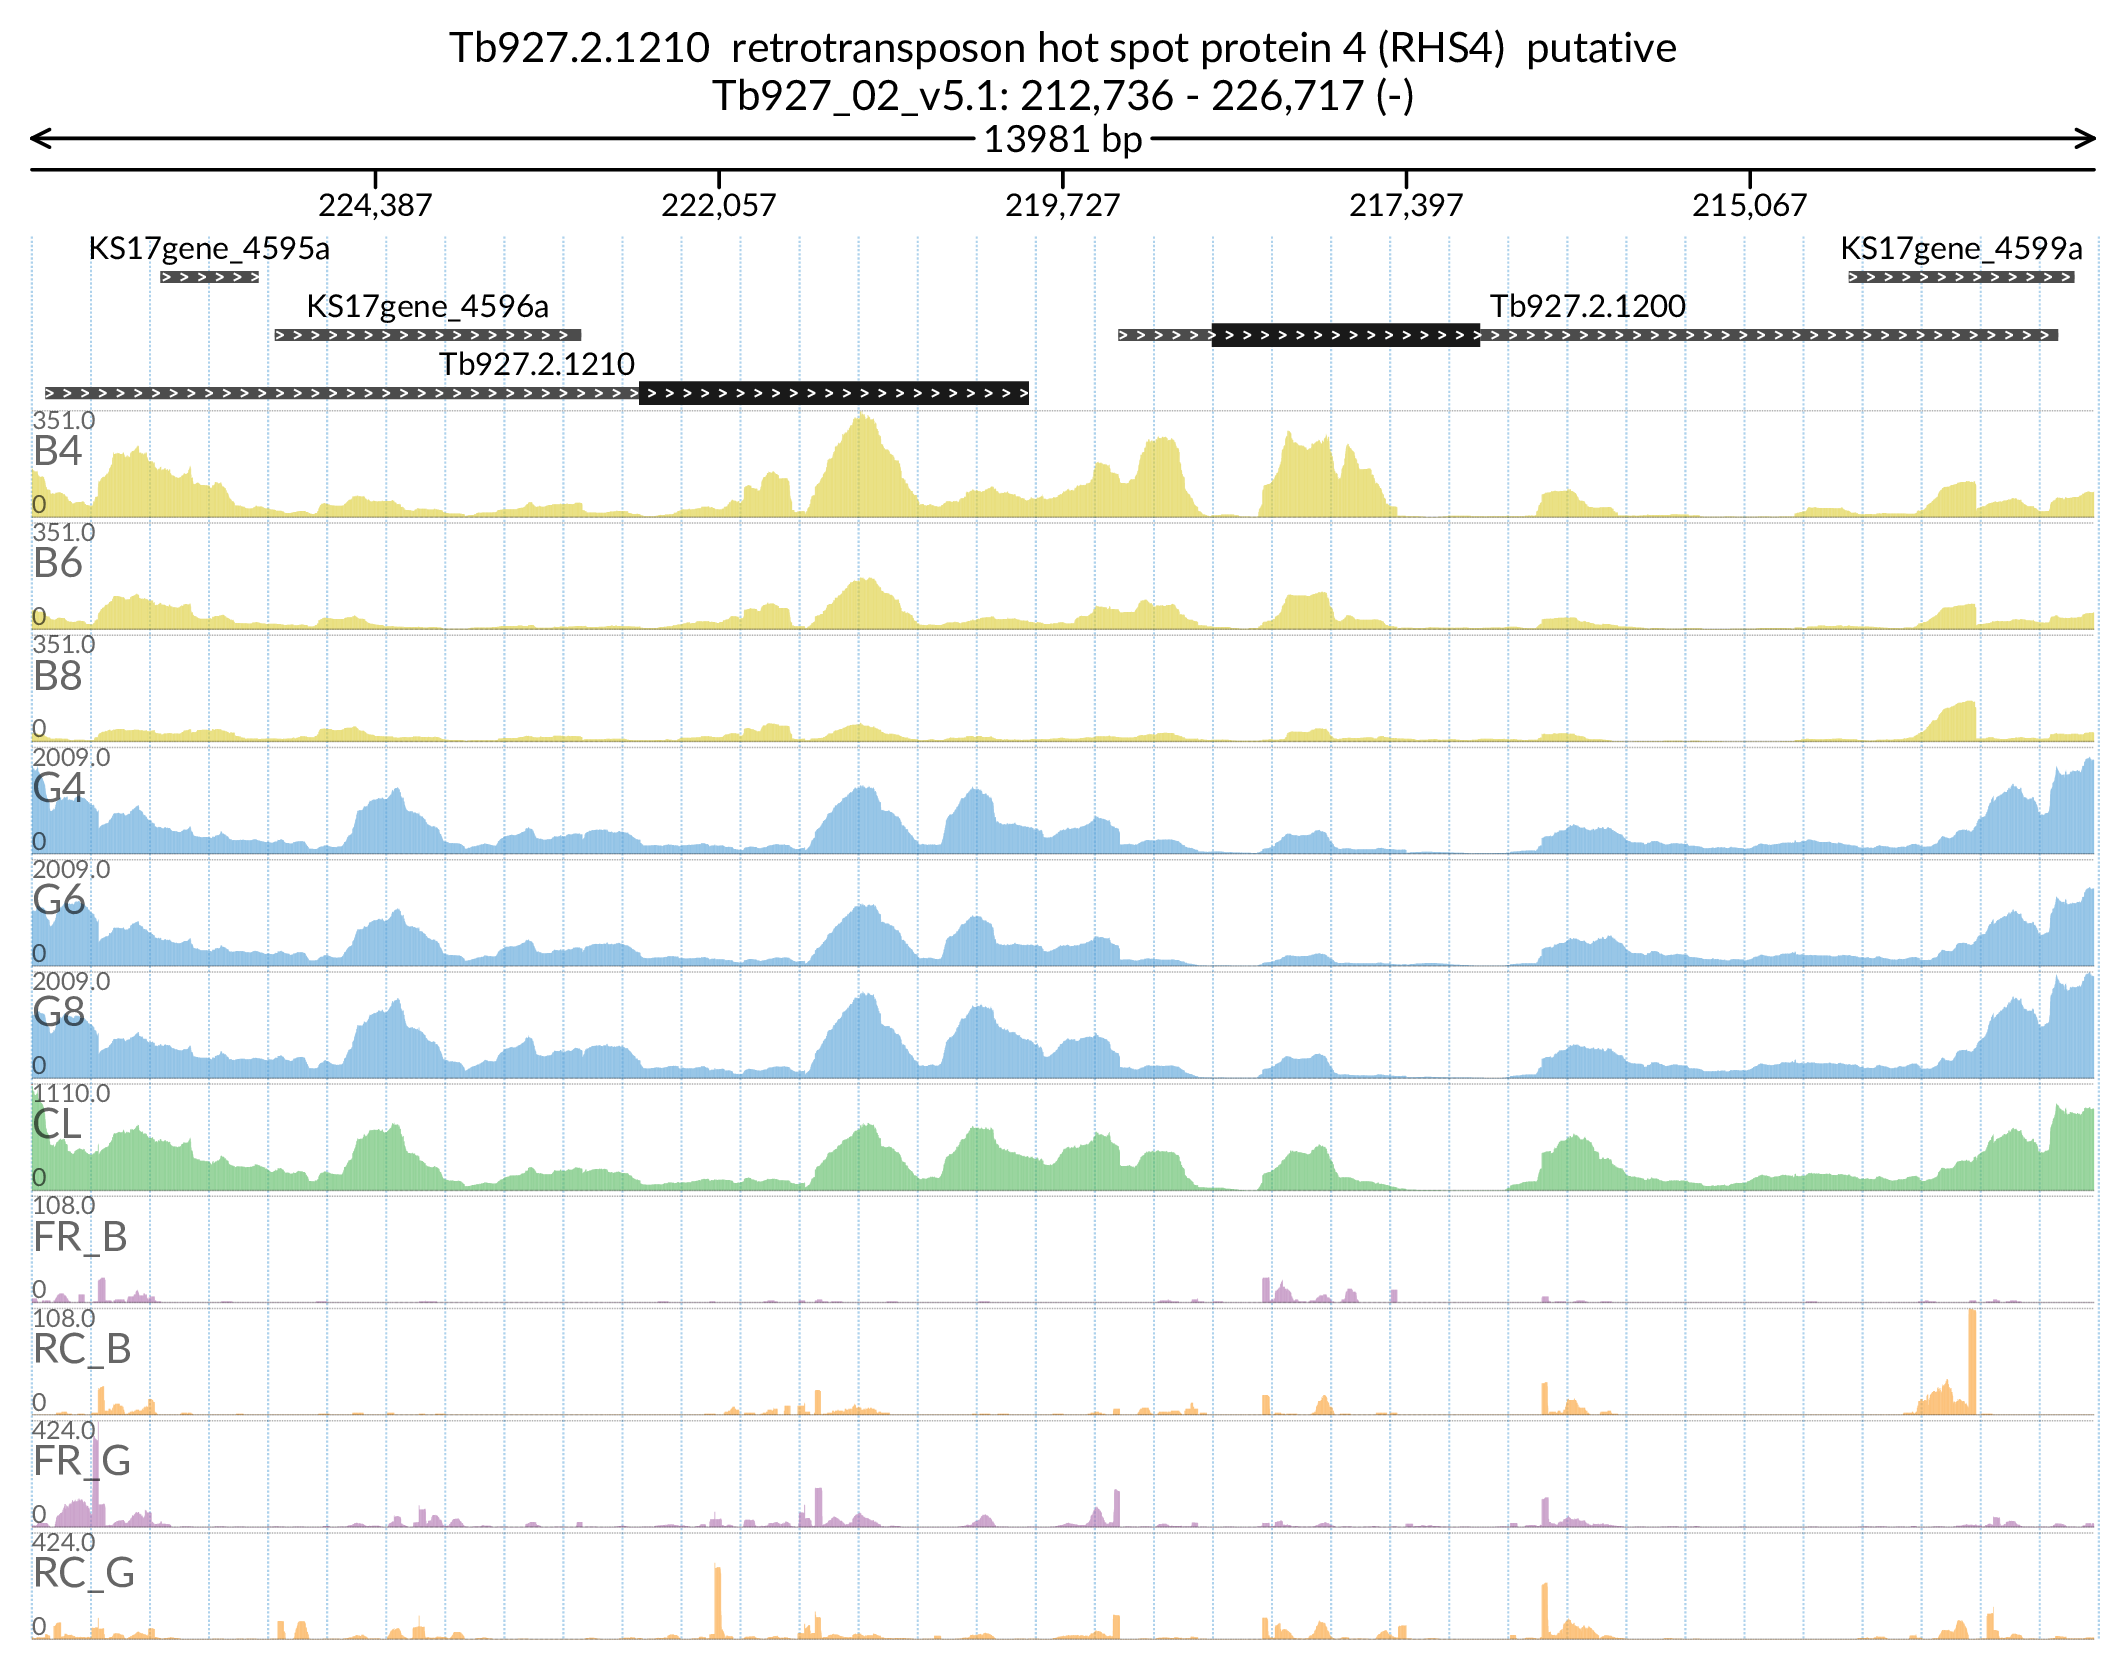 Tb927.2.1210  retrotransposon hot spot protein 4 (RHS4)  putative
Tb927_02_v5.1: 212,736 - 226,717 (-)
13981 bp
224,387 222,057 219,727 217,397 215,067
KS17gene_4595a KS17gene_4599a
KS17gene_4596a Tb927.2.1200
Tb927.2.1210
351.0
B4
0
351.0
B6
0
351.0
B8
0
2009.0
G4
0
2009.0
G6
0
2009.0
G8
0
1110.0
CL
0
108.0
FR_B
0
108.0
RC_B
0
424.0
FR_G
0
424.0
RC_G
0